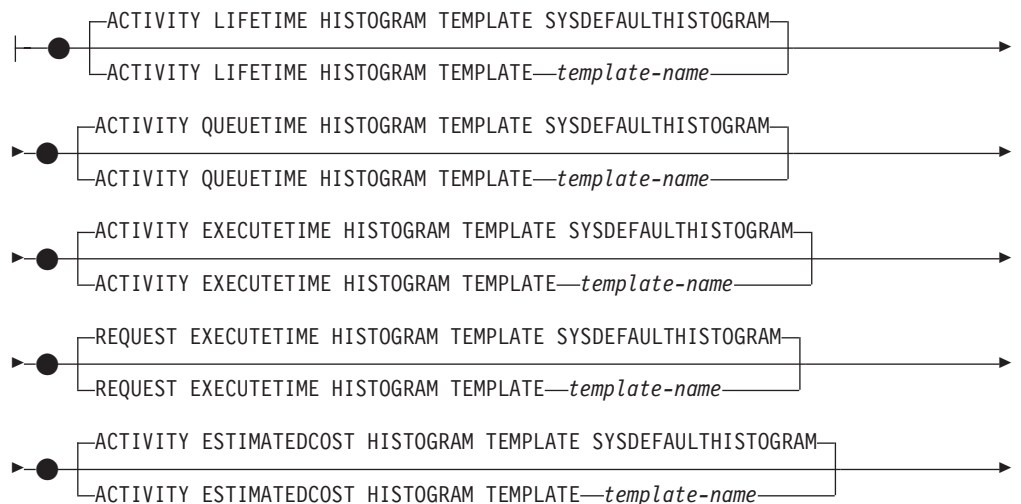 ACTIVITY LIFETIME HISTOGRAM TEMPLATE SYSDEFAULTHISTOGRAM
ACTIVITY LIFETIME HISTOGRAM TEMPLATE template-name
ACTIVITY QUEUETIME HISTOGRAM TEMPLATE SYSDEFAULTHISTOGRAM
ACTIVITY QUEUETIME HISTOGRAM TEMPLATE template-name
ACTIVITY EXECUTETIME HISTOGRAM TEMPLATE SYSDEFAULTHISTOGRAM
ACTIVITY EXECUTETIME HISTOGRAM TEMPLATE template-name
REQUEST EXECUTETIME HISTOGRAM TEMPLATE SYSDEFAULTHISTOGRAM
REQUEST EXECUTETIME HISTOGRAM TEMPLATE template-name
ACTIVITY ESTIMATEDCOST HISTOGRAM TEMPLATE SYSDEFAULTHISTOGRAM
ACTIVITY ESTIMATEDCOST HISTOGRAM TEMPLATE template-name